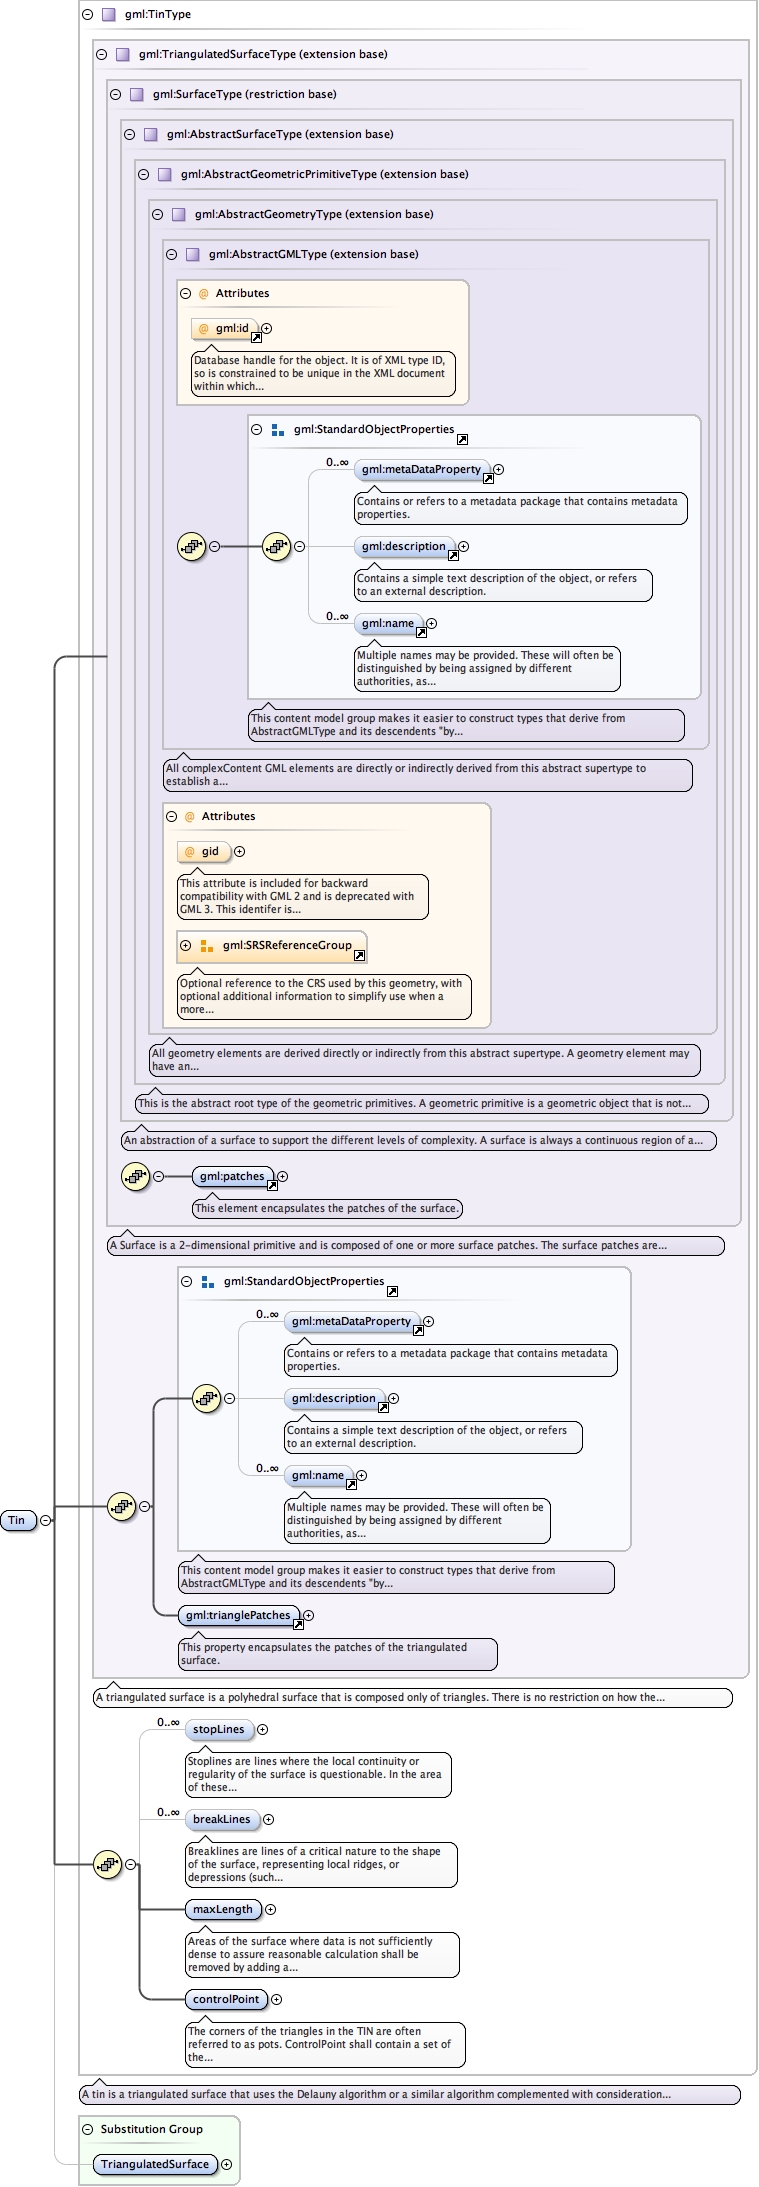 gml:TinType
gml:TriangulatedSurfaceType (extension base)
gml:SurfaceType (restriction base)
gml:AbstractSurfaceType (extension base)
gml:AbstractGeometricPrimitiveType (extension base)
gml:AbstractGeometryType (extension base)
gml:AbstractGMLType (extension base)
@ Attributes
@ gml:id
Database handle for the object. It is of XML type ID,
so is constrained to be unique in the XML document
within which...
gml:StandardObjectProperties
0..∞
gml:metaDataProperty
Contains or refers to a metadata package that contains metadata
properties.
gml:description
Contains a simple text description of the object, or refers
to an external description.
0..∞
gml:name
Multiple names may be provided. These will often be
distinguished by being assigned by different
authorities, as...
This content model group makes it easier to construct types that derive from
AbstractGMLType and its descendents "by...
All complexContent GML elements are directly or indirectly derived from this abstract supertype to
establish a...
@ Attributes
@ gid
This attribute is included for backward
compatibility with GML 2 and is deprecated with
GML 3. This identifer is...
gml:SRSReferenceGroup
Optional reference to the CRS used by this geometry, with
optional additional information to simplify use when a
more...
All geometry elements are derived directly or indirectly from this abstract supertype. A geometry element may
have an...
This is the abstract root type of the geometric primitives. A geometric primitive is a geometric object that is not...
An abstraction of a surface to support the different levels of complexity. A surface is always a continuous region of a...
gml:patches
This element encapsulates the patches of the surface.
A Surface is a 2-dimensional primitive and is composed of one or more surface patches. The surface patches are...
gml:StandardObjectProperties
0..∞
gml:metaDataProperty
Contains or refers to a metadata package that contains metadata
properties.
gml:description
Contains a simple text description of the object, or refers
to an external description.
0..∞
gml:name
Multiple names may be provided. These will often be
distinguished by being assigned by different
authorities, as...
Tin
This content model group makes it easier to construct types that derive from
AbstractGMLType and its descendents "by...
gml:trianglePatches
This property encapsulates the patches of the triangulated
surface.
A triangulated surface is a polyhedral surface that is composed only of triangles. There is no restriction on how the...
0..∞
stopLines
Stoplines are lines where the local continuity or
regularity of the surface is questionable. In the area
of these...
0..∞
breakLines
Breaklines are lines of a critical nature to the shape
of the surface, representing local ridges, or
depressions (such...
maxLength
Areas of the surface where data is not sufficiently
dense to assure reasonable calculation shall be
removed by adding a...
controlPoint
The corners of the triangles in the TIN are often
referred to as pots. ControlPoint shall contain a set of
the...
A tin is a triangulated surface that uses the Delauny algorithm or a similar algorithm complemented with consideration...
Substitution Group
TriangulatedSurface